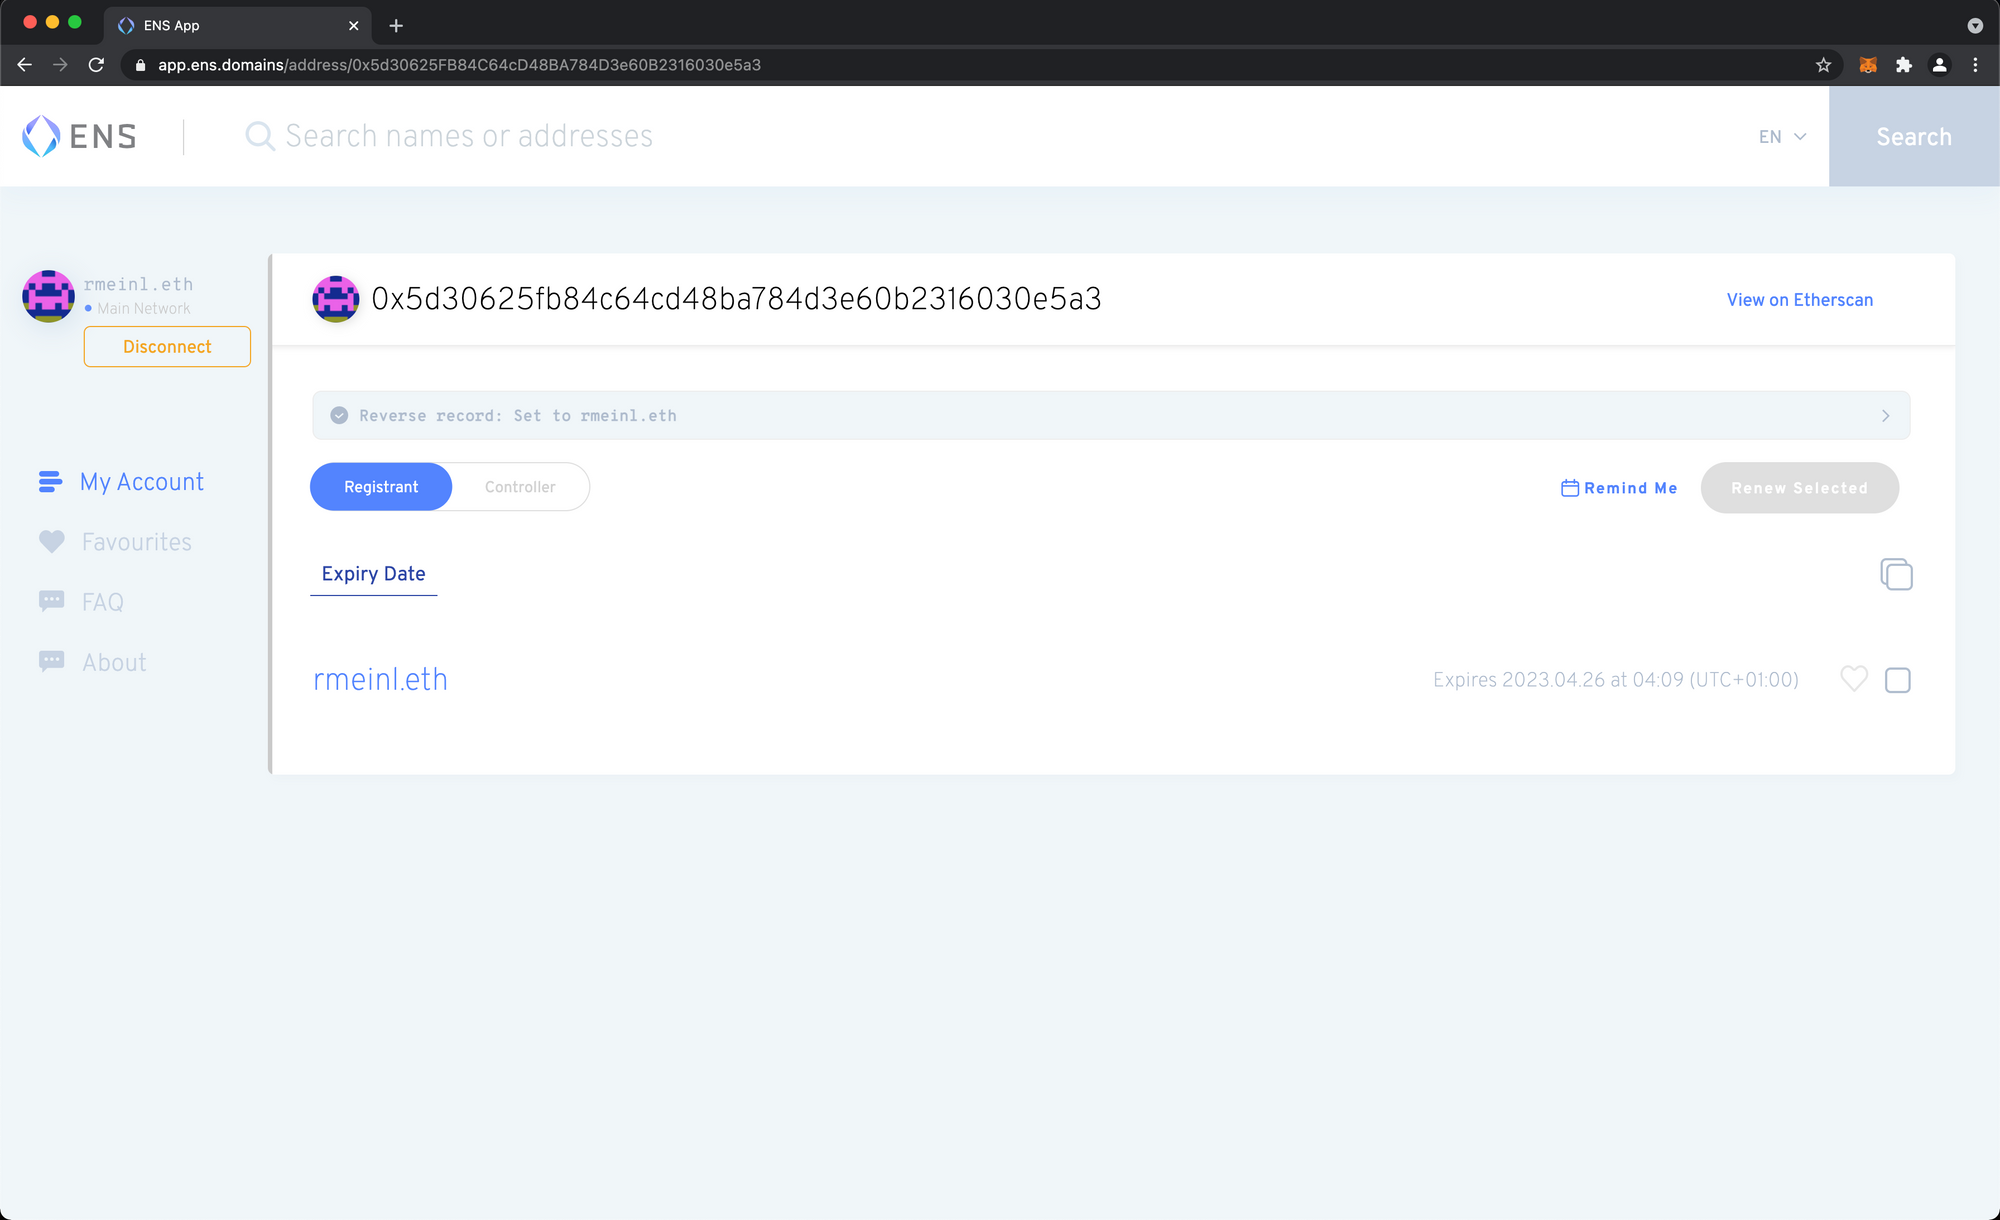 ENS App
app.ens.domains/address/0x5d30625FB84C64cD48BA784D3e60B2316030e5a3
ENS
Search names or addresses
EN
Search
rmeinl.eth
Main Network
Disconnect
0x5d30625fb84c64cd48ba784d3e60b2316030e5a3
View on Etherscan
Reverse record: Set to rmeinl.eth
Registrant
Controller
Remind Me
Renew Selected
My Account
Favourites
FAQ
About
Expiry Date
rmeinl.eth
Expires 2023.04.26 at 04:09 (UTC+01:00)